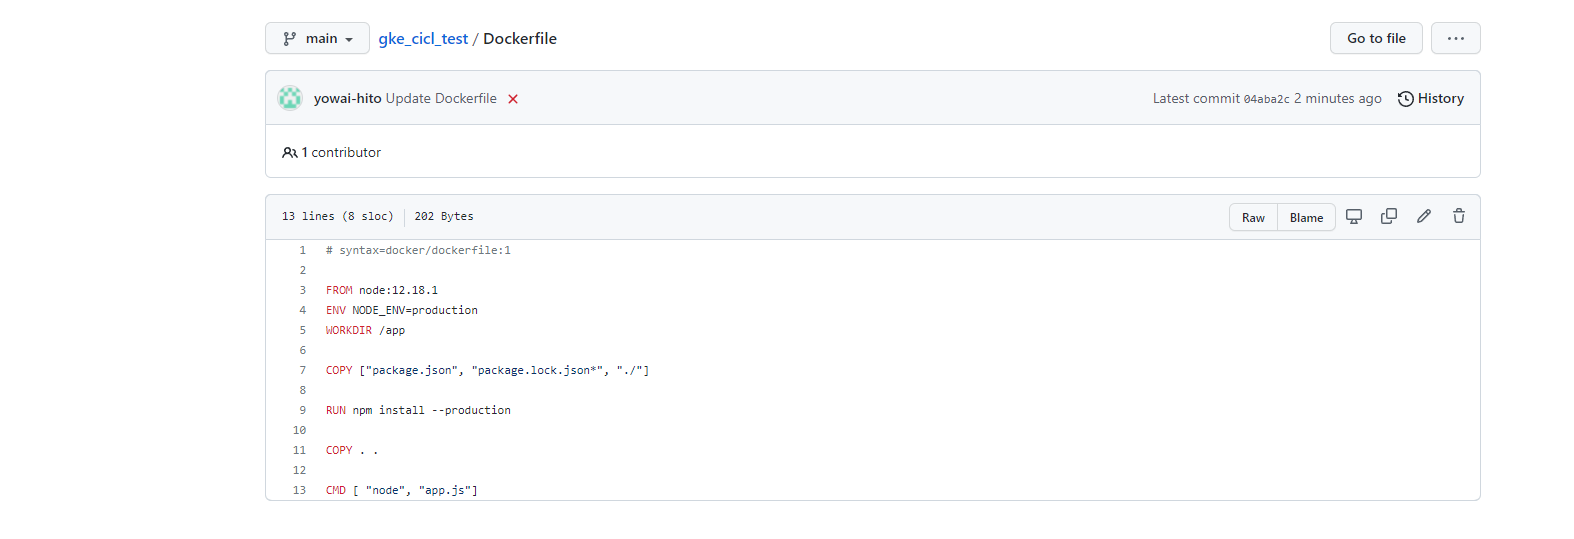 main
gke_cicl_test / Dockerfile
Go to file
...
yowai-hito Update Dockerfile
Latest commit 04aba2c 2 minutes ago
History
1 contributor
13 lines (8 sloc) 202 Bytes
Raw
Blame
1 # syntax=docker/dockerfile:1
2
3 FROM node:12.18.1
4 ENV NODE_ENV=production
5 WORKDIR /app
6
7 COPY ["package.json", "package.lock.json*", "./"]
8
9 RUN npm install --production
10
11 COPY . .
12
13 CMD [ "node", "app.js"]